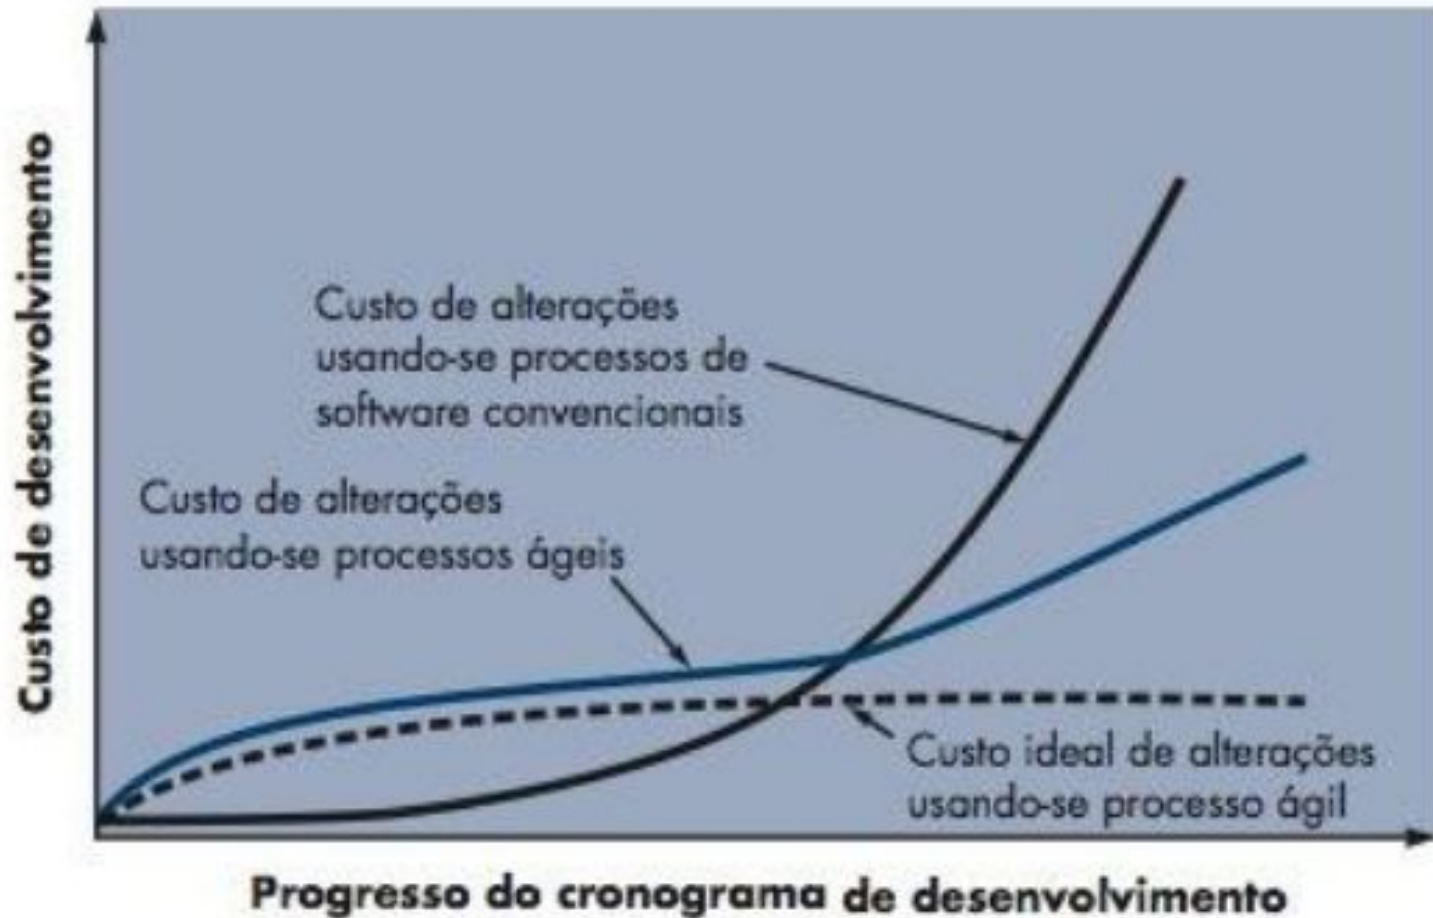 Custo de desenvolvimento
Custo de alterações
usando-se processos de
software convencionais
Custo de alterações
usando-se processos ágeis
Custo ideal de alterações
usando-se processo ágil
Progresso do cronograma de desenvolvimento